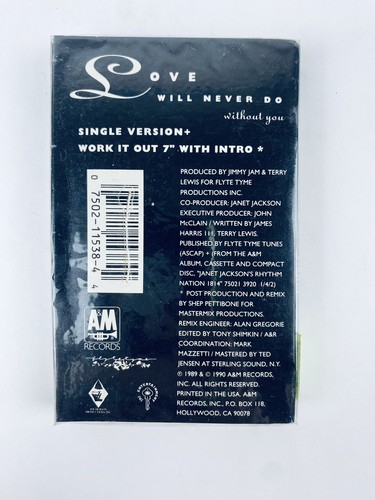 LOVE
WILL NEVER DO
without you
SINGLE VERSION+
WORK IT OUT 7" WITH INTRO *
PRODUCED BY JIMMY JAM & TERRY
LEWIS FOR FLYTE TYME
PRODUCTIONS INC.
CO-PRODUCER: JANET JACKSON
EXECUTIVE PRODUCER: JOHN
McCLAIN / WRITTEN BY JAMES
HARRIS 111, TERRY LEWIS.
PUBLISHED BY FLYTE TYME TUNES
(ASCAP) + (FROM THE A&M
ALBUM, CASSETTE AND COMPACT
DISC, "JANET JACKSON'S RHYTHM
NATION 1814" 75021 3920 1/4/2)
* POST PRODUCTION AND REMIX
BY SHEP PETTIBONE FOR
MASTERMIX PRODUCTIONS.
REMIX ENGINEER: ALAN GREGORIE
EDITED BY TONY SHIMKIN / A&R
COORDINATION: MARK
MAZZETTI / MASTERED BY TED
JENSEN AT STERLING SOUND, N.Y.
℗ 1989 & © 1990 A&M RECORDS,
INC. ALL RIGHTS RESERVED.
PRINTED IN THE USA. A&M
RECORDS, INC., P.O. BOX 118,
HOLLYWOOD, CA 90078
0 7502-11538-4 4
A&M
RECORDS
ENTERTAINMENT